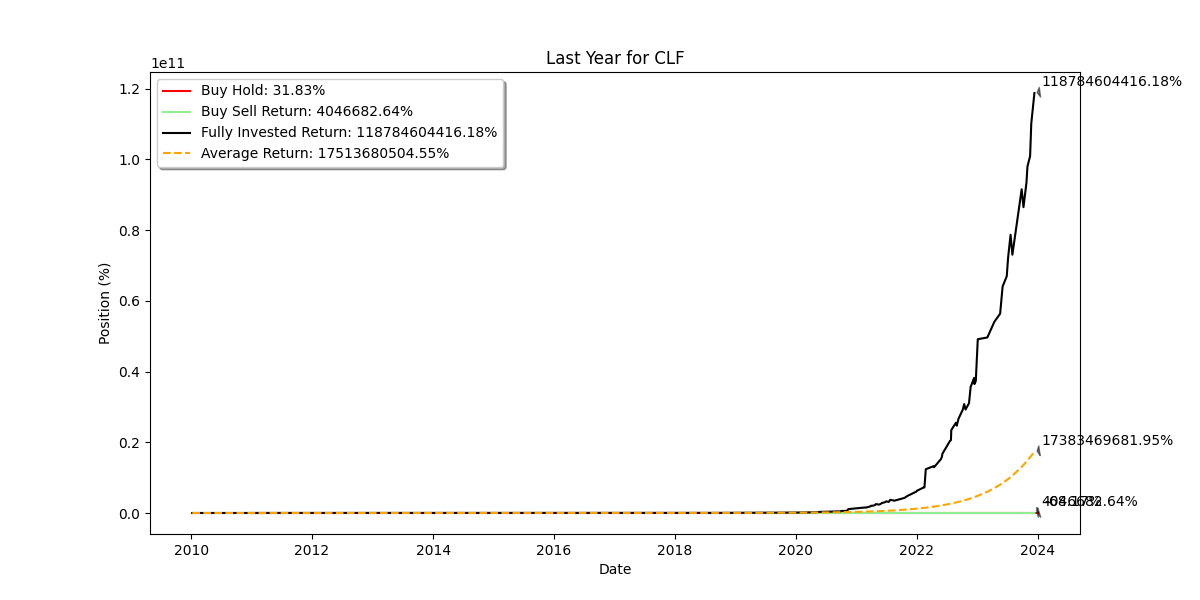 Last Year for CLF
1e11
Buy Hold: 31.83%
Buy Sell Return: 4046682.64%
Fully Invested Return: 118784604416.18%
Average Return: 17513680504.55%
118784604416.18%
17383469681.95%
4046682.64%
1.2
1.0
0.8
0.6
0.4
0.2
0.0
Position (%)
2010
2012
2014
2016
2018
2020
2022
2024
Date